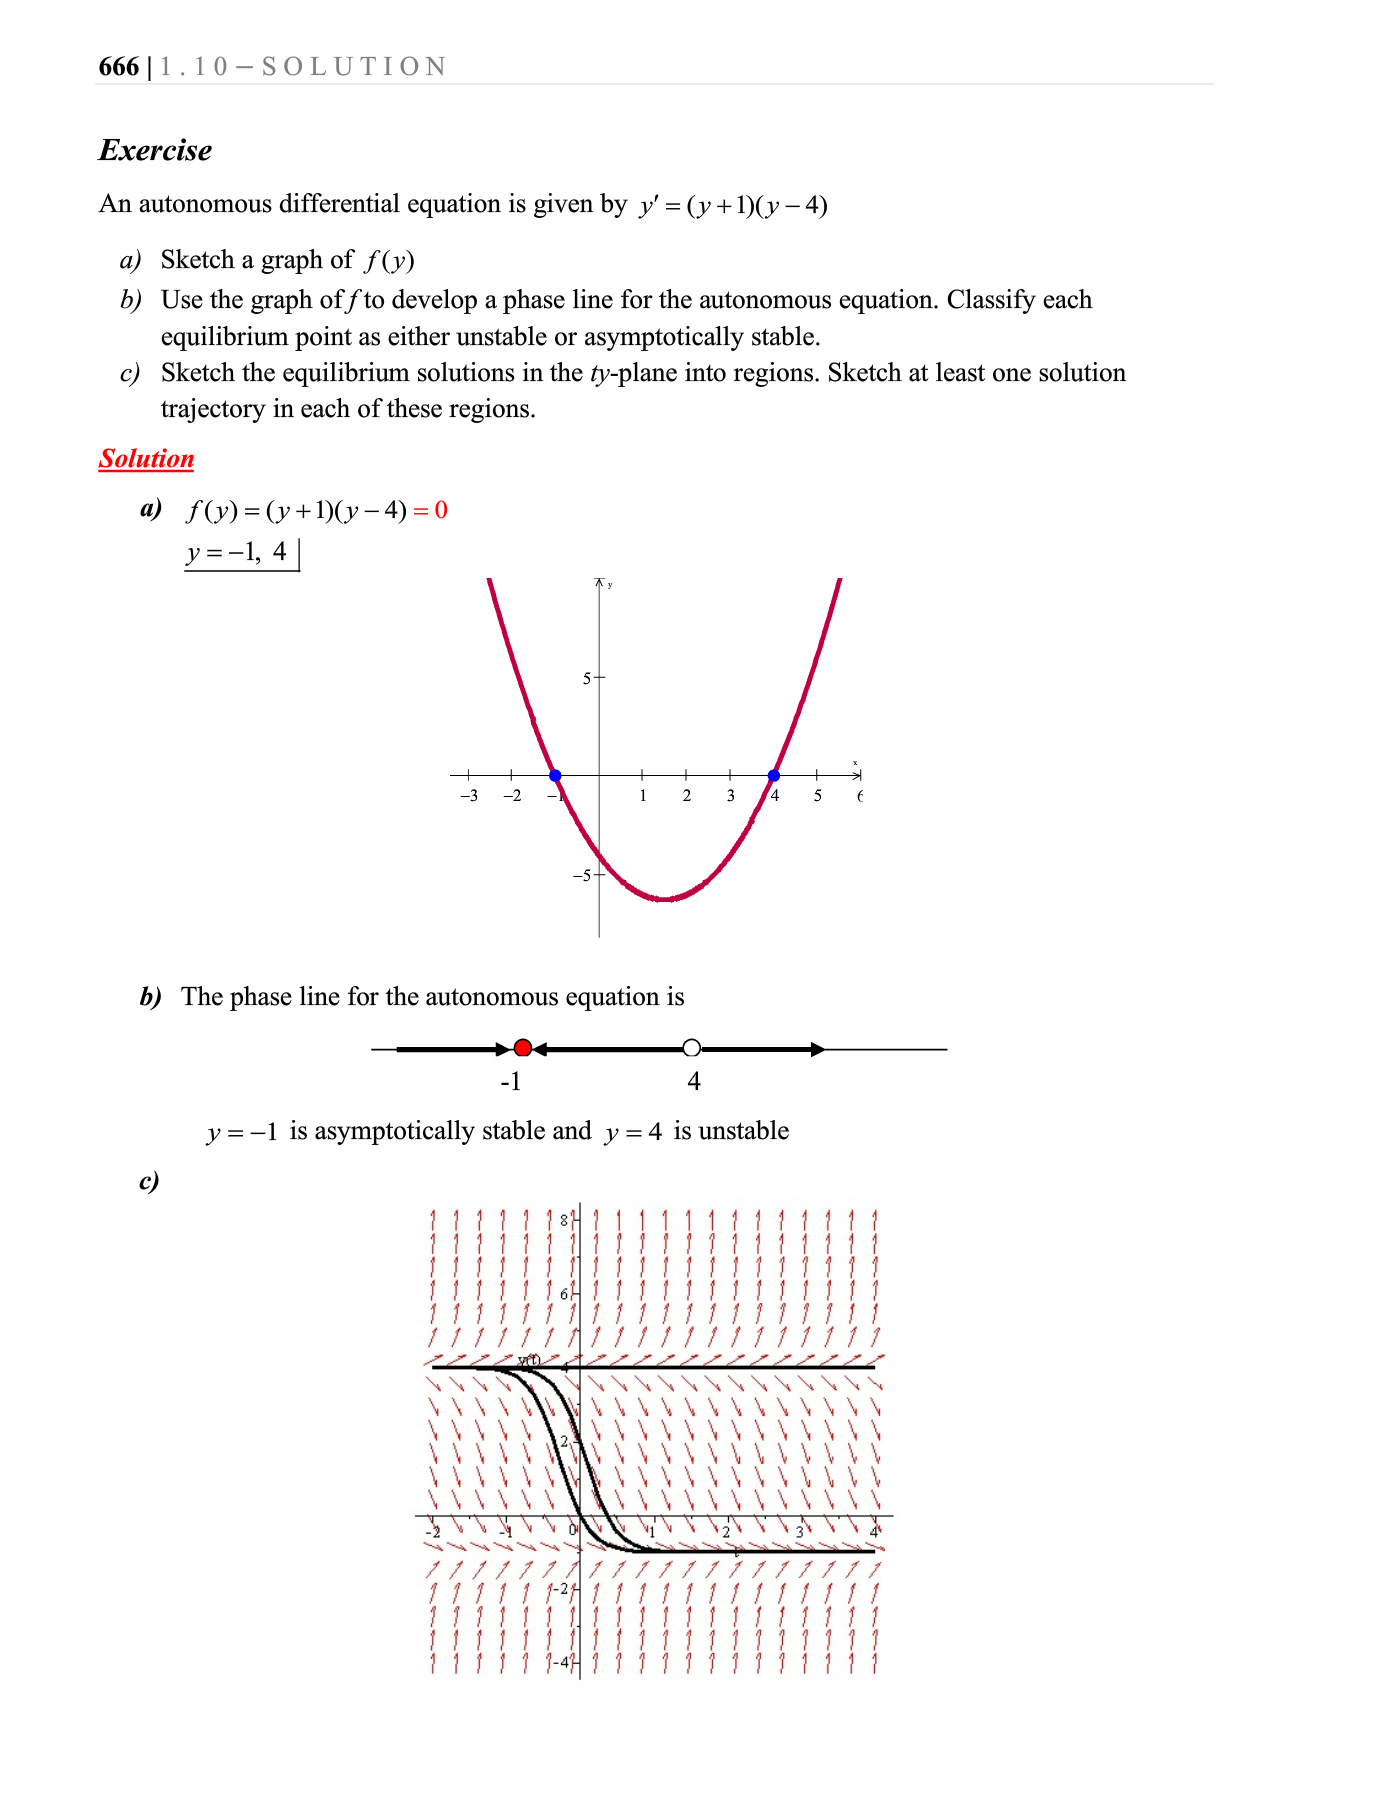 666 | 1 . 1 0 – S O L U T I O N
Exercise
An autonomous differential equation is given by y′ = (y+1)(y−4)
a) Sketch a graph of f(y)
b) Use the graph of f to develop a phase line for the autonomous equation. Classify each
equilibrium point as either unstable or asymptotically stable.
c) Sketch the equilibrium solutions in the ty-plane into regions. Sketch at least one solution
trajectory in each of these regions.
Solution
a) f(y) = (y+1)(y−4) = 0
y = −1, 4
y
5
x
−3 −2 −1 1 2 3 4 5 6
−5
b) The phase line for the autonomous equation is
-1 4
y = −1 is asymptotically stable and y = 4 is unstable
c)
8
6
y(t)
4
2
-2 -1 0 1 2 3 4
t
-2
-4